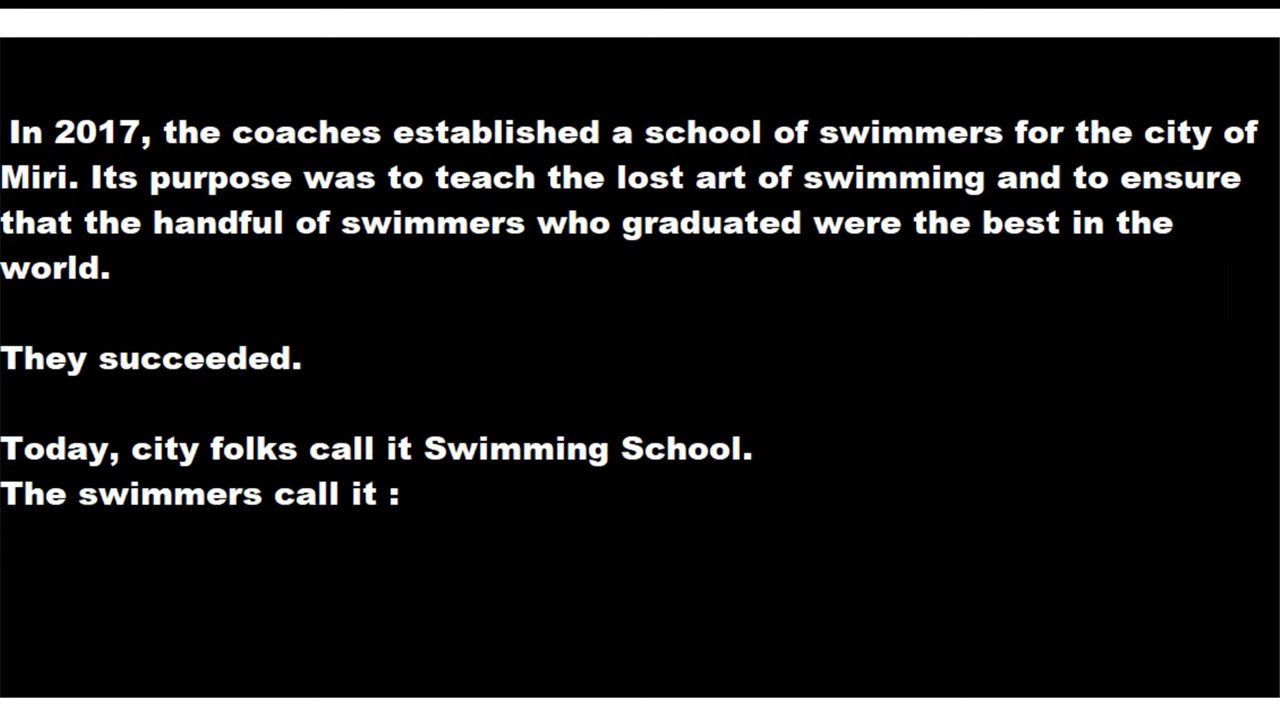 In 2017, the coaches established a school of swimmers for the city of
Miri. Its purpose was to teach the lost art of swimming and to ensure
that the handful of swimmers who graduated were the best in the
world.
They succeeded.
Today, city folks call it Swimming School.
The swimmers call it :